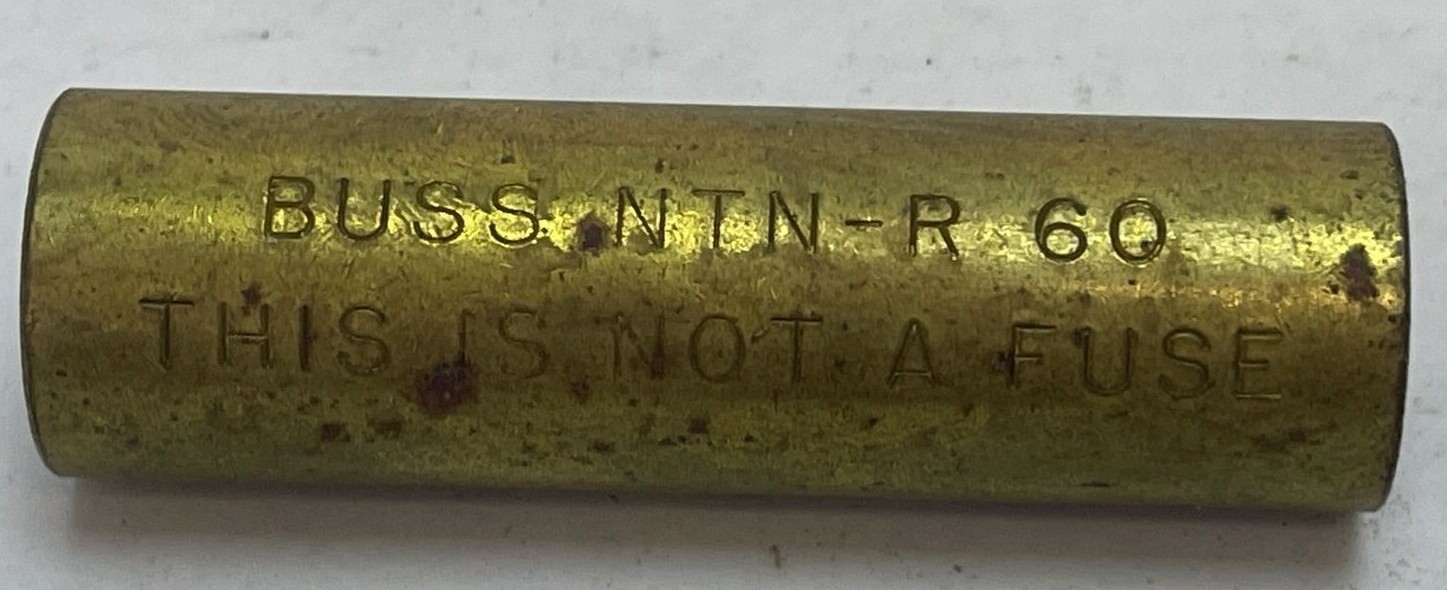 BUSS NTN-R 60
THIS IS NOT A FUSE